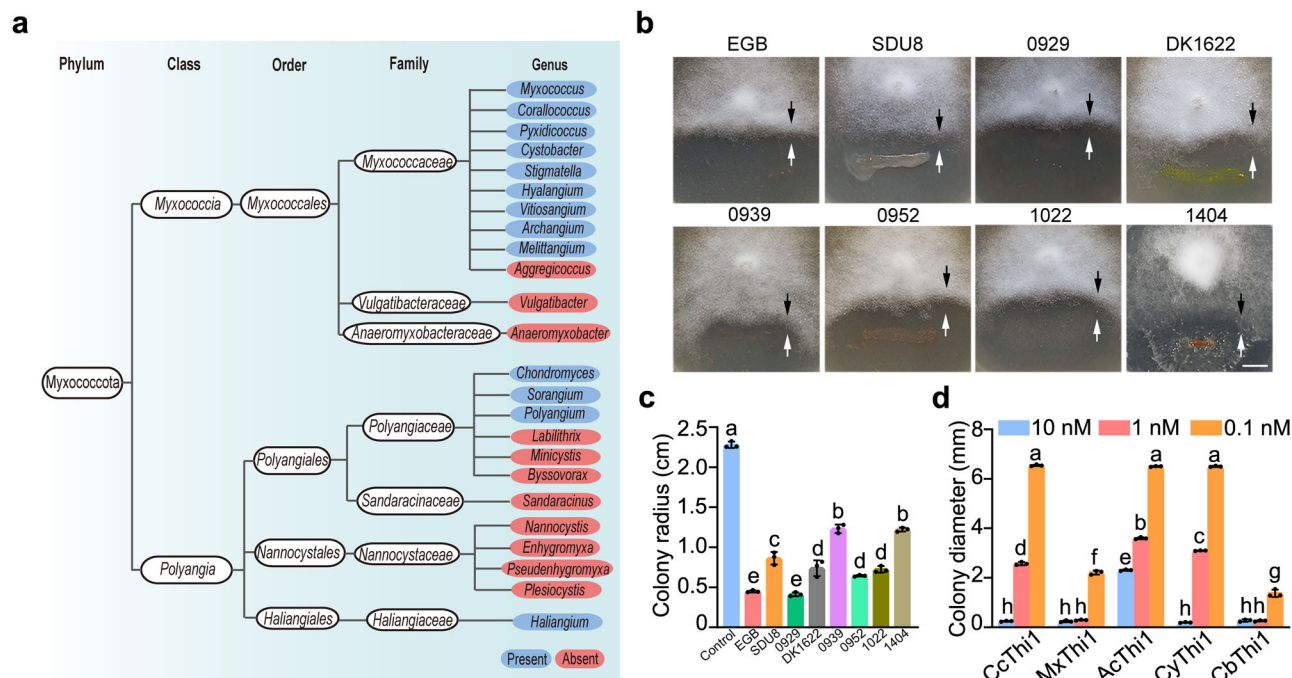 a
Phylum Class Order Family Genus
Myxococcus
Corallococcus
Pyxidicoccus
Cystobacter
Myxococcaceae
Stigmatella
Hyalangium
Myxococcia Myxococcales
Vitiosangium
Archangium
Melittangium
Aggregicoccus
Vulgatibacteraceae Vulgatibacter
Anaeromyxobacteraceae Anaeromyxobacter
Myxococcota
Chondromyces
Sorangium
Polyangium
Polyangiaceae
Labilithrix
Polyangiales
Minicystis
Byssovorax
Sandaracinaceae Sandaracinus
Nannocystis
Enhygromyxa
Polyangia Nannocystales Nannocystaceae
Pseudenhygromyxa
Plesiocystis
Haliangiales Haliangiaceae Haliangium
Present Absent
b
EGB SDU8 0929 DK1622
0939 0952 1022 1404
c
Colony radius (cm)
2.5
2.0
1.5
1.0
0.5
0
a e c e d b d d b
Control EGB SDU8 0929 DK1622 0939 0952 1022 1404
d
10 nM 1 nM 0.1 nM
Colony diameter (mm)
8
6
4
2
0
h d a h h f e b a h c a h h g
CcThi1 MxThi1 AcThi1 CyThi1 CbThi1